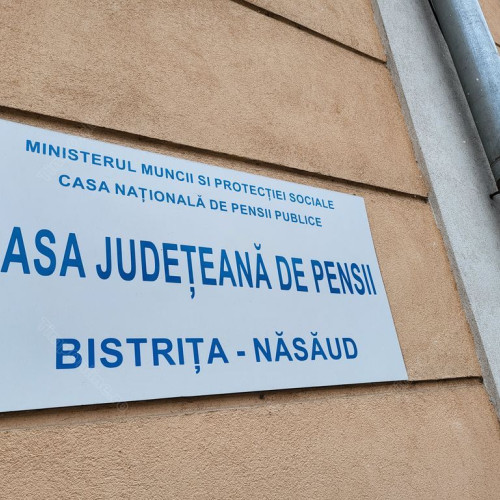 MINISTERUL MUNCII SI PROTECȚIEI SOCIALE
CASA NAȚIONALĂ DE PENSII PUBLICE
ASA JUDEȚEANĂ DE PENSII
BISTRIȚA - NĂSĂUD